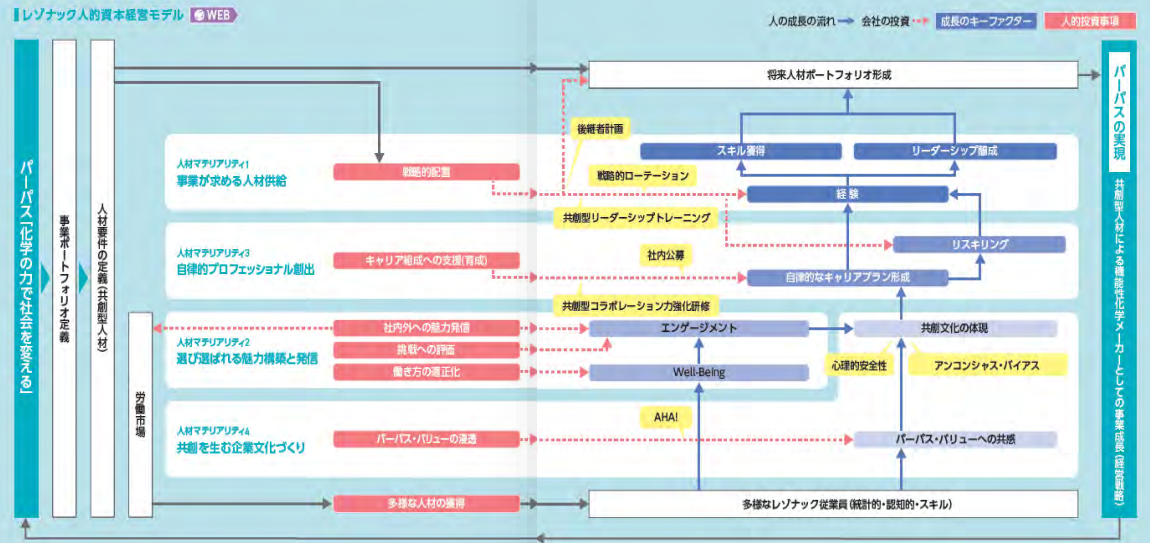 レゾナック人的資本経営モデル WEB
人の成長の流れ
会社の投資
成長のキーファクター
人的投資事項
パーパス「化学の力で社会を変える」
事業ポートフォリオ定義
人材要件の定義(共創型人材)
労働市場
将来人材ポートフォリオ形成
人材マテリアリティ1
事業が求める人材供給
戦略的配置
後継者計画
戦略的ローテーション
共創型リーダーシップトレーニング
スキル獲得
リーダーシップ醸成
経験
人材マテリアリティ3
自律的プロフェッショナル創出
キャリア組成への支援(育成)
社内公募
共創型コラボレーション力強化研修
リスキリング
自律的なキャリアプラン形成
人材マテリアリティ2
選び選ばれる魅力構築と発信
社内外への魅力発信
挑戦への評価
働き方の適正化
エンゲージメント
Well-Being
共創文化の体現
心理的安全性
アンコンシャス・バイアス
人材マテリアリティ4
共創を生む企業文化づくり
パーパス・バリューの浸透
AHA!
パーパス・バリューへの共感
多様な人材の獲得
多様なレゾナック従業員(統計的・認知的・スキル)
パーパスの実現
共創型人材による機能性化学メーカーとしての事業成長(経営戦略)